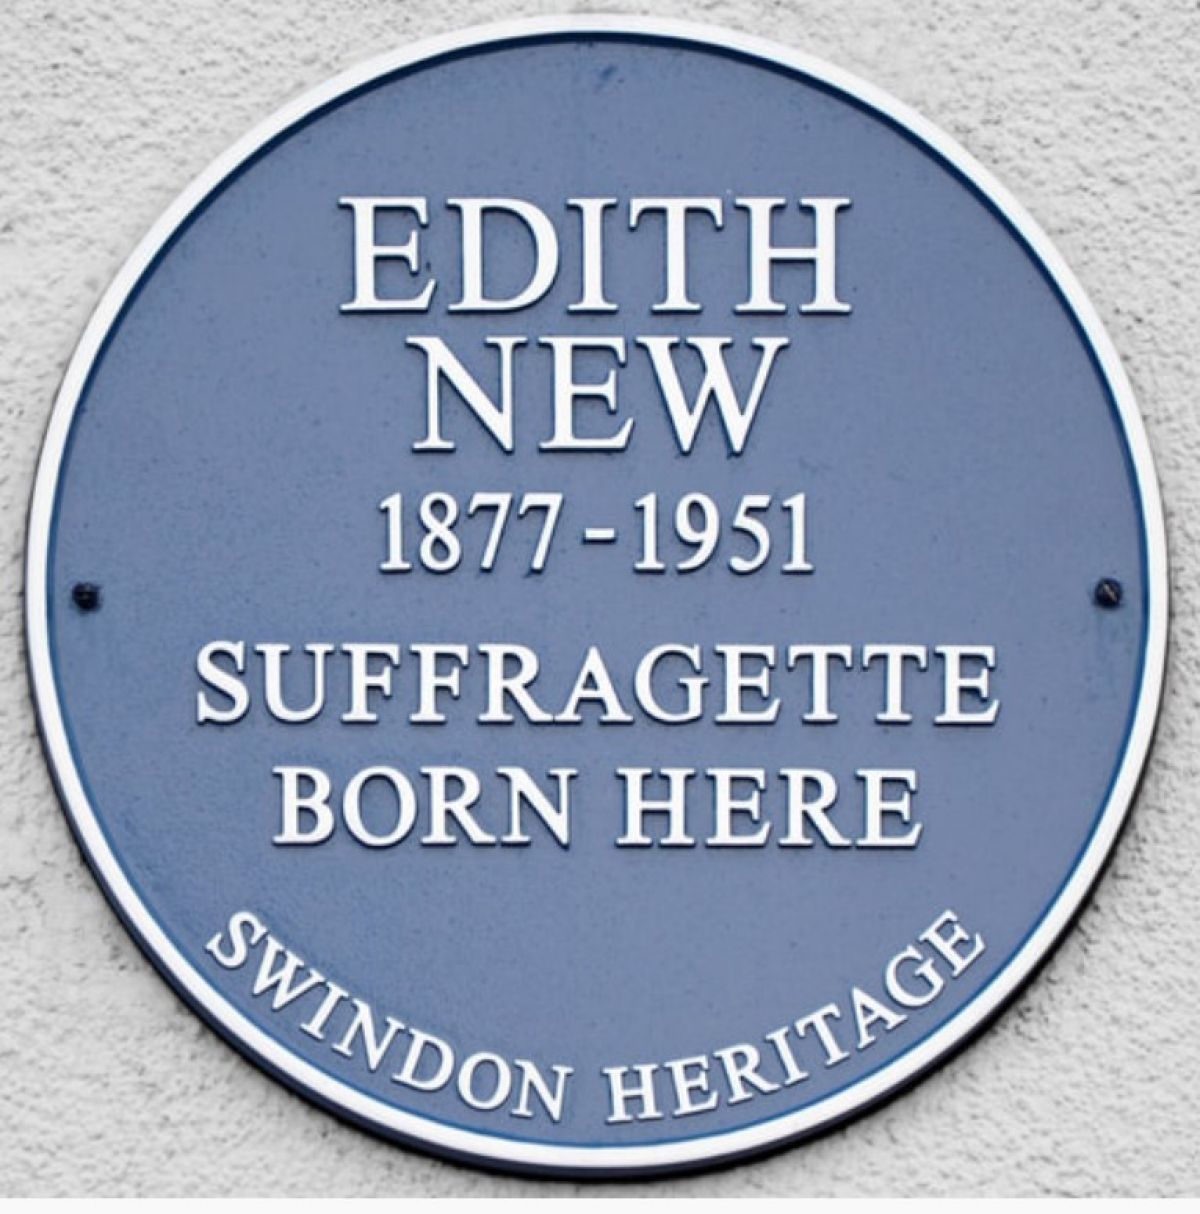 EDITH
NEW
1877 - 1951
SUFFRAGETTE
BORN HERE
SWINDON HERITAGE